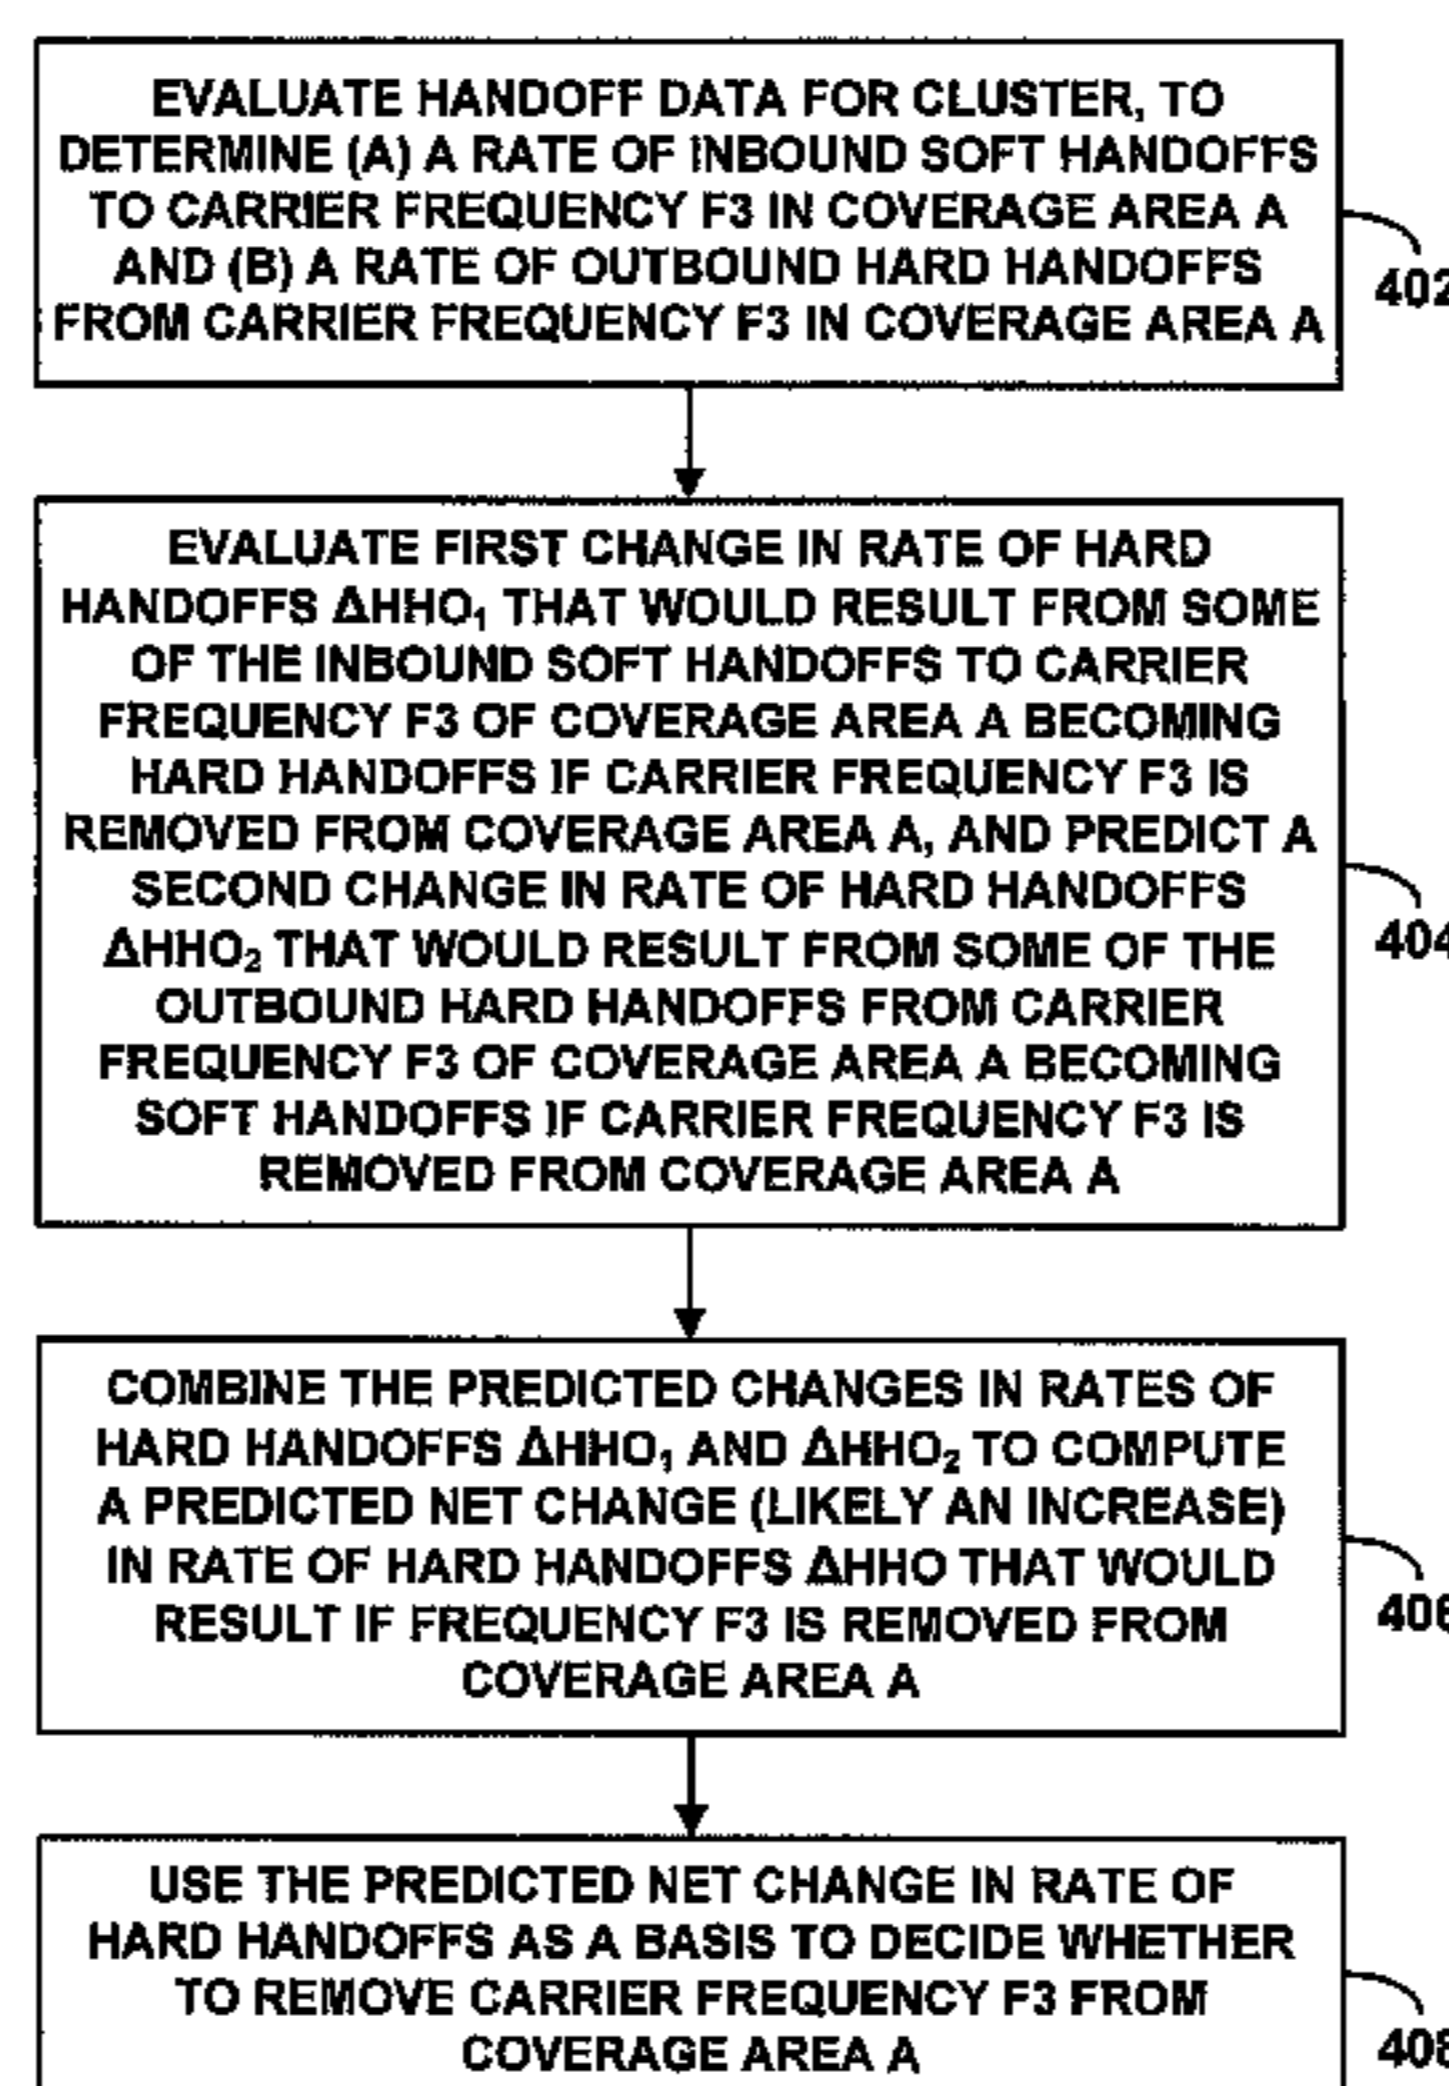 EVALUATE HANDOFF DATA FOR CLUSTER, TO
DETERMINE (A) A RATE OF INBOUND SOFT HANDOFFS
TO CARRIER FREQUENCY F3 IN COVERAGE AREA A
AND (B) A RATE OF OUTBOUND HARD HANDOFFS
FROM CARRIER FREQUENCY F3 IN COVERAGE AREA A
402
EVALUATE FIRST CHANGE IN RATE OF HARD
HANDOFFS ΔHHO₁ THAT WOULD RESULT FROM SOME
OF THE INBOUND SOFT HANDOFFS TO CARRIER
FREQUENCY F3 OF COVERAGE AREA A BECOMING
HARD HANDOFFS IF CARRIER FREQUENCY F3 IS
REMOVED FROM COVERAGE AREA A, AND PREDICT A
SECOND CHANGE IN RATE OF HARD HANDOFFS
ΔHHO₂ THAT WOULD RESULT FROM SOME OF THE
OUTBOUND HARD HANDOFFS FROM CARRIER
FREQUENCY F3 OF COVERAGE AREA A BECOMING
SOFT HANDOFFS IF CARRIER FREQUENCY F3 IS
REMOVED FROM COVERAGE AREA A
404
COMBINE THE PREDICTED CHANGES IN RATES OF
HARD HANDOFFS ΔHHO₁ AND ΔHHO₂ TO COMPUTE
A PREDICTED NET CHANGE (LIKELY AN INCREASE)
IN RATE OF HARD HANDOFFS ΔHHO THAT WOULD
RESULT IF FREQUENCY F3 IS REMOVED FROM
COVERAGE AREA A
406
USE THE PREDICTED NET CHANGE IN RATE OF
HARD HANDOFFS AS A BASIS TO DECIDE WHETHER
TO REMOVE CARRIER FREQUENCY F3 FROM
COVERAGE AREA A
408